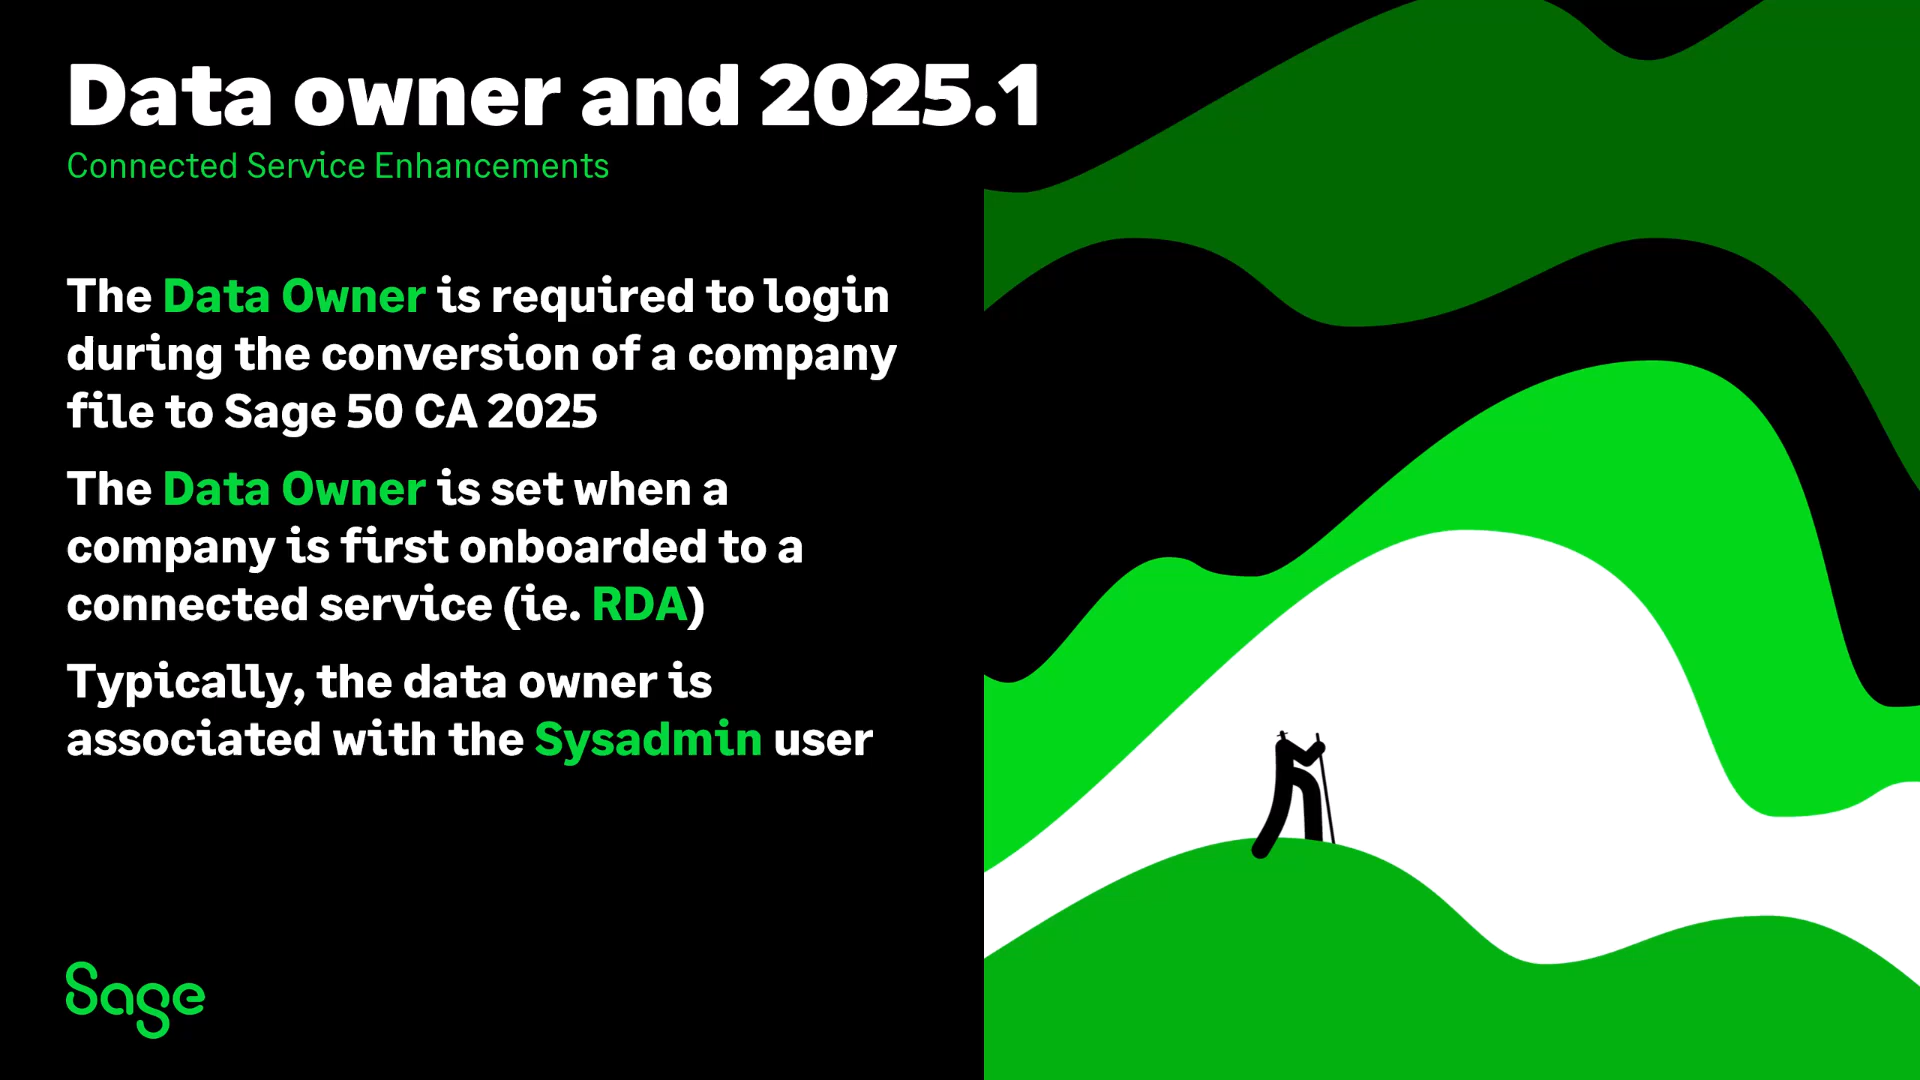 Data owner and 2025.1
Connected Service Enhancements
The Data Owner is required to login
during the conversion of a company
file to Sage 50 CA 2025
The Data Owner is set when a
company is first onboarded to a
connected service (ie. RDA)
Typically, the data owner is
associated with the Sysadmin user
Sage